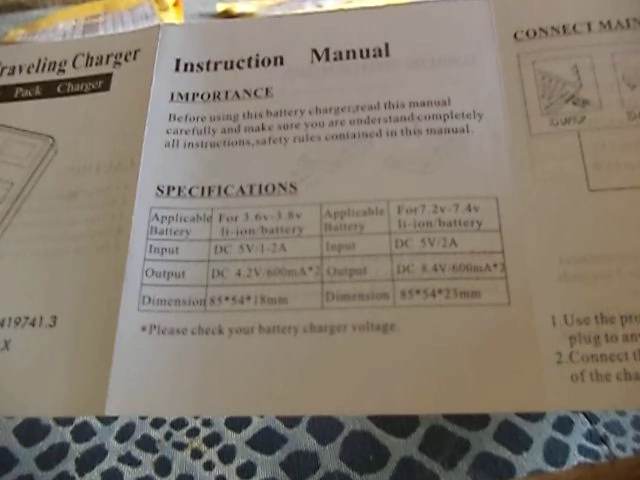 Traveling Charger
Pack Charger
419741.3
X
Instruction Manual
IMPORTANCE
Before using this battery charger,read this manual
carefully and make sure you are understand completely
all instructions,safety rules contained in this manual.
SPECIFICATIONS
Applicable Battery For 3.6v-3.8v li-ion/battery Applicable Battery For7.2v-7.4v li-ion/battery
Input DC 5V/1-2A Input DC 5V/2A
Output DC 4.2V/600mA*2 Output DC 8.4V/600mA*2
Dimension 85*54*18mm Dimension 85*54*23mm
*Please check your battery charger voltage.
CONNECT MAIN
1.Use the pro
plug to an
2.Connect th
of the cha